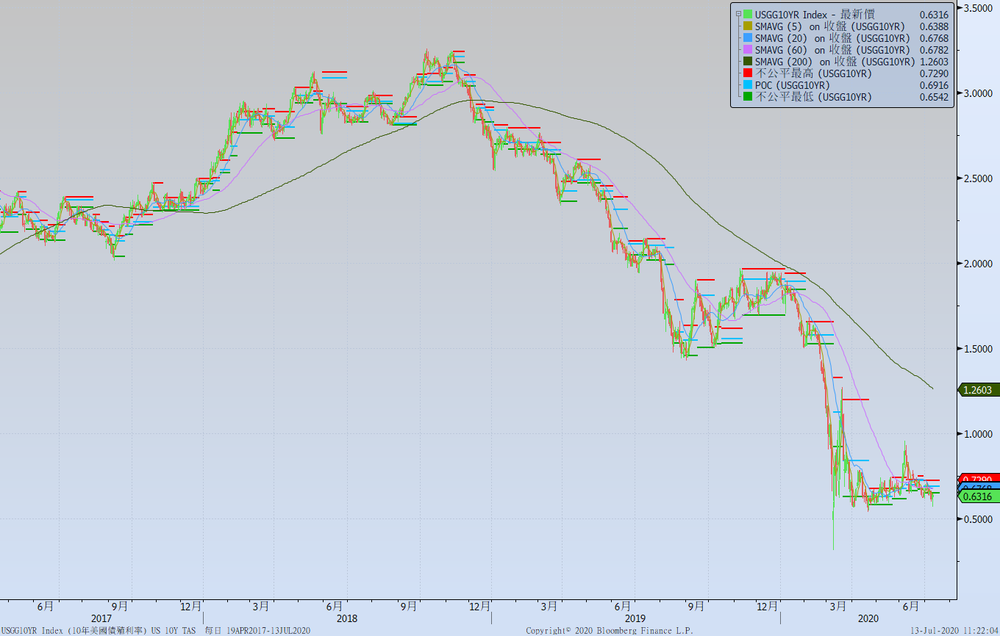 USGG10YR Index - 最新價 0.6316
SMAVG (5) on 收盤 (USGG10YR) 0.6388
SMAVG (20) on 收盤 (USGG10YR) 0.6768
SMAVG (60) on 收盤 (USGG10YR) 0.6782
SMAVG (200) on 收盤 (USGG10YR) 1.2603
不公平最高 (USGG10YR) 0.7290
POC (USGG10YR) 0.6916
不公平最低 (USGG10YR) 0.6542
3.5000
3.0000
2.5000
2.0000
1.5000
1.2603
1.0000
0.7290
0.6768
0.6316
0.5000
6月 9月 12月 3月 6月 9月 12月 3月 6月 9月 12月 3月 6月
2017 2018 2019 2020
USGG10YR Index (10年美國債殖利率) US 10Y TAS 每日 19APR2017-13JUL2020 Copyright© 2020 Bloomberg Finance L.P. 13-Jul-2020 11:22:04